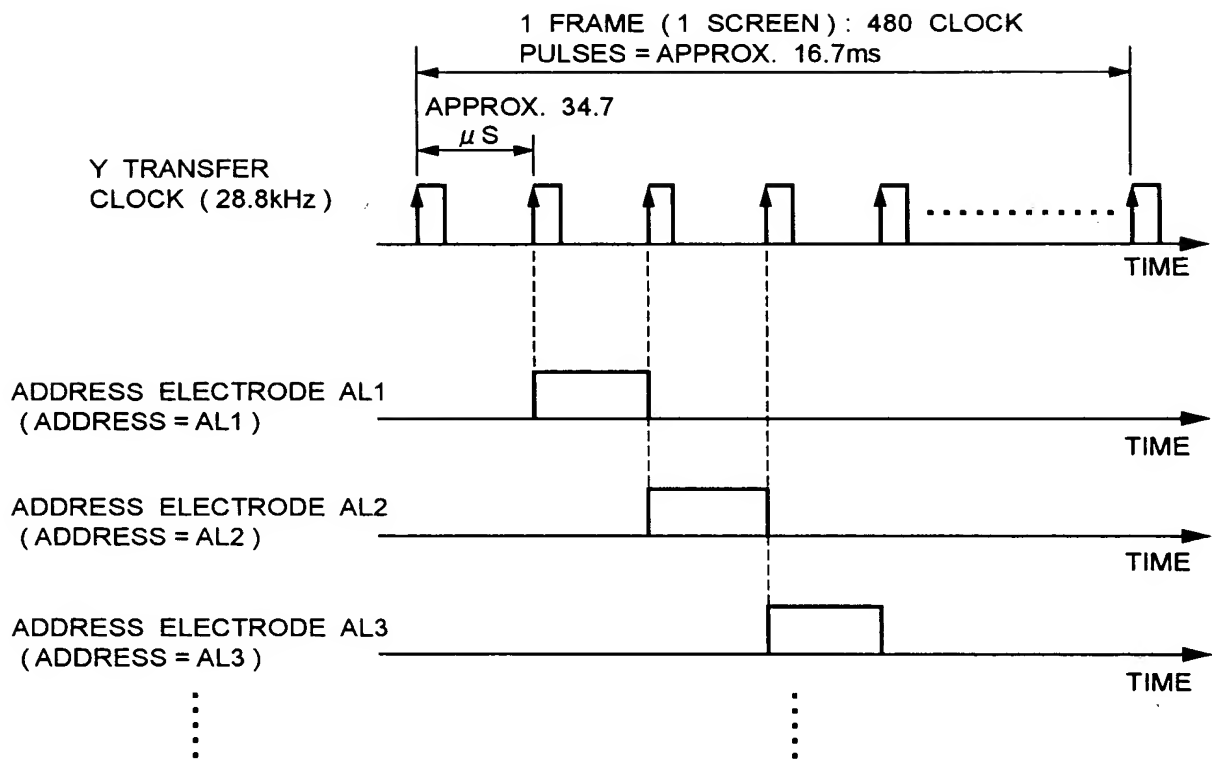 1 FRAME ( 1 SCREEN ) : 480 CLOCK
PULSES = APPROX. 16.7ms
APPROX. 34.7
μ S
Y TRANSFER
CLOCK ( 28.8kHz )
TIME
ADDRESS ELECTRODE AL1
( ADDRESS = AL1 )
TIME
ADDRESS ELECTRODE AL2
( ADDRESS = AL2 )
TIME
ADDRESS ELECTRODE AL3
( ADDRESS = AL3 )
TIME